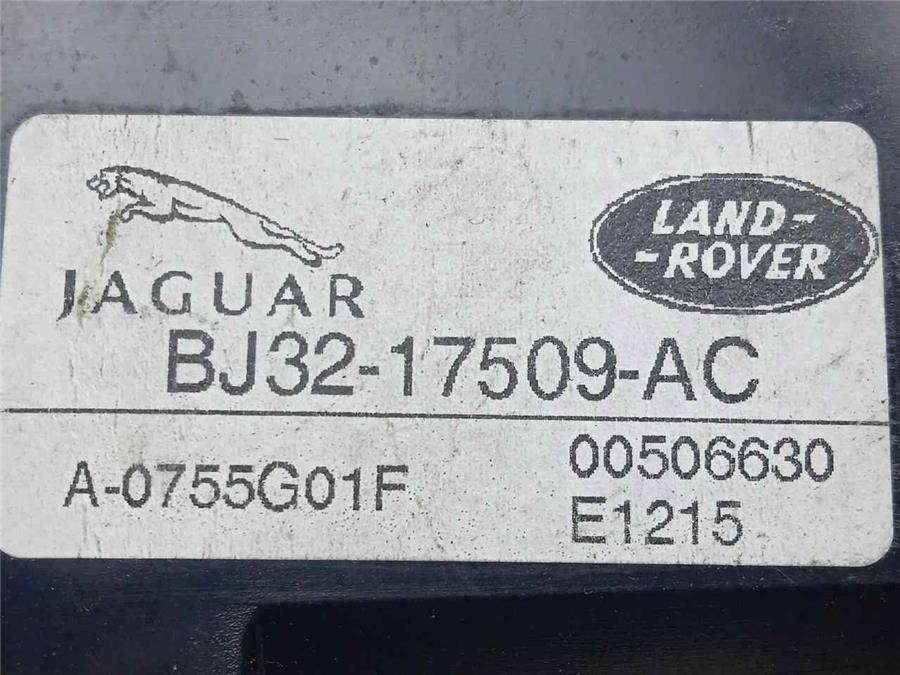 LAND-
-ROVER
JAGUAR
BJ32-17509-AC
A-0755G01F
00506630
E1215